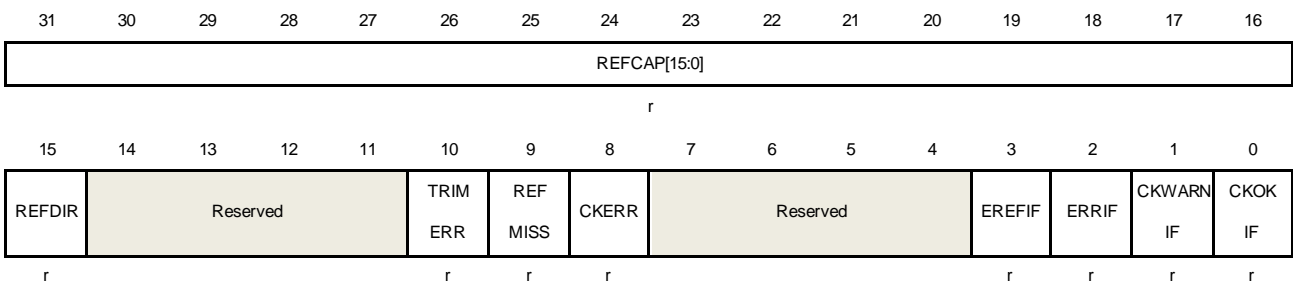 31 30 29 28 27 26 25 24 23 22 21 20 19 18 17 16
REFCAP[15:0]
r
15 14 13 12 11 10 9 8 7 6 5 4 3 2 1 0
REFDIR Reserved TRIM ERR REF MISS CKERR Reserved EREFIF ERRIF CKWARN IF CKOK IF
r r r r r r r r